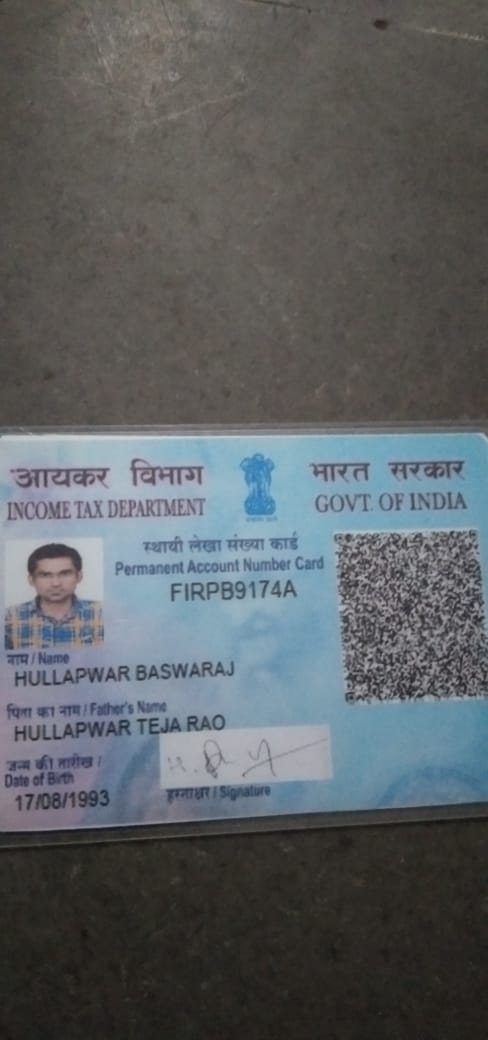 आयकर विभाग
INCOME TAX DEPARTMENT
भारत सरकार
GOVT. OF INDIA
स्थायी लेखा संख्या कार्ड
Permanent Account Number Card
FIRPB9174A
नाम / Name
HULLAPWAR BASWARAJ
पिता का नाम / Father's Name
HULLAPWAR TEJA RAO
जन्म की तारीख /
Date of Birth
17/08/1993
हस्ताक्षर / Signature